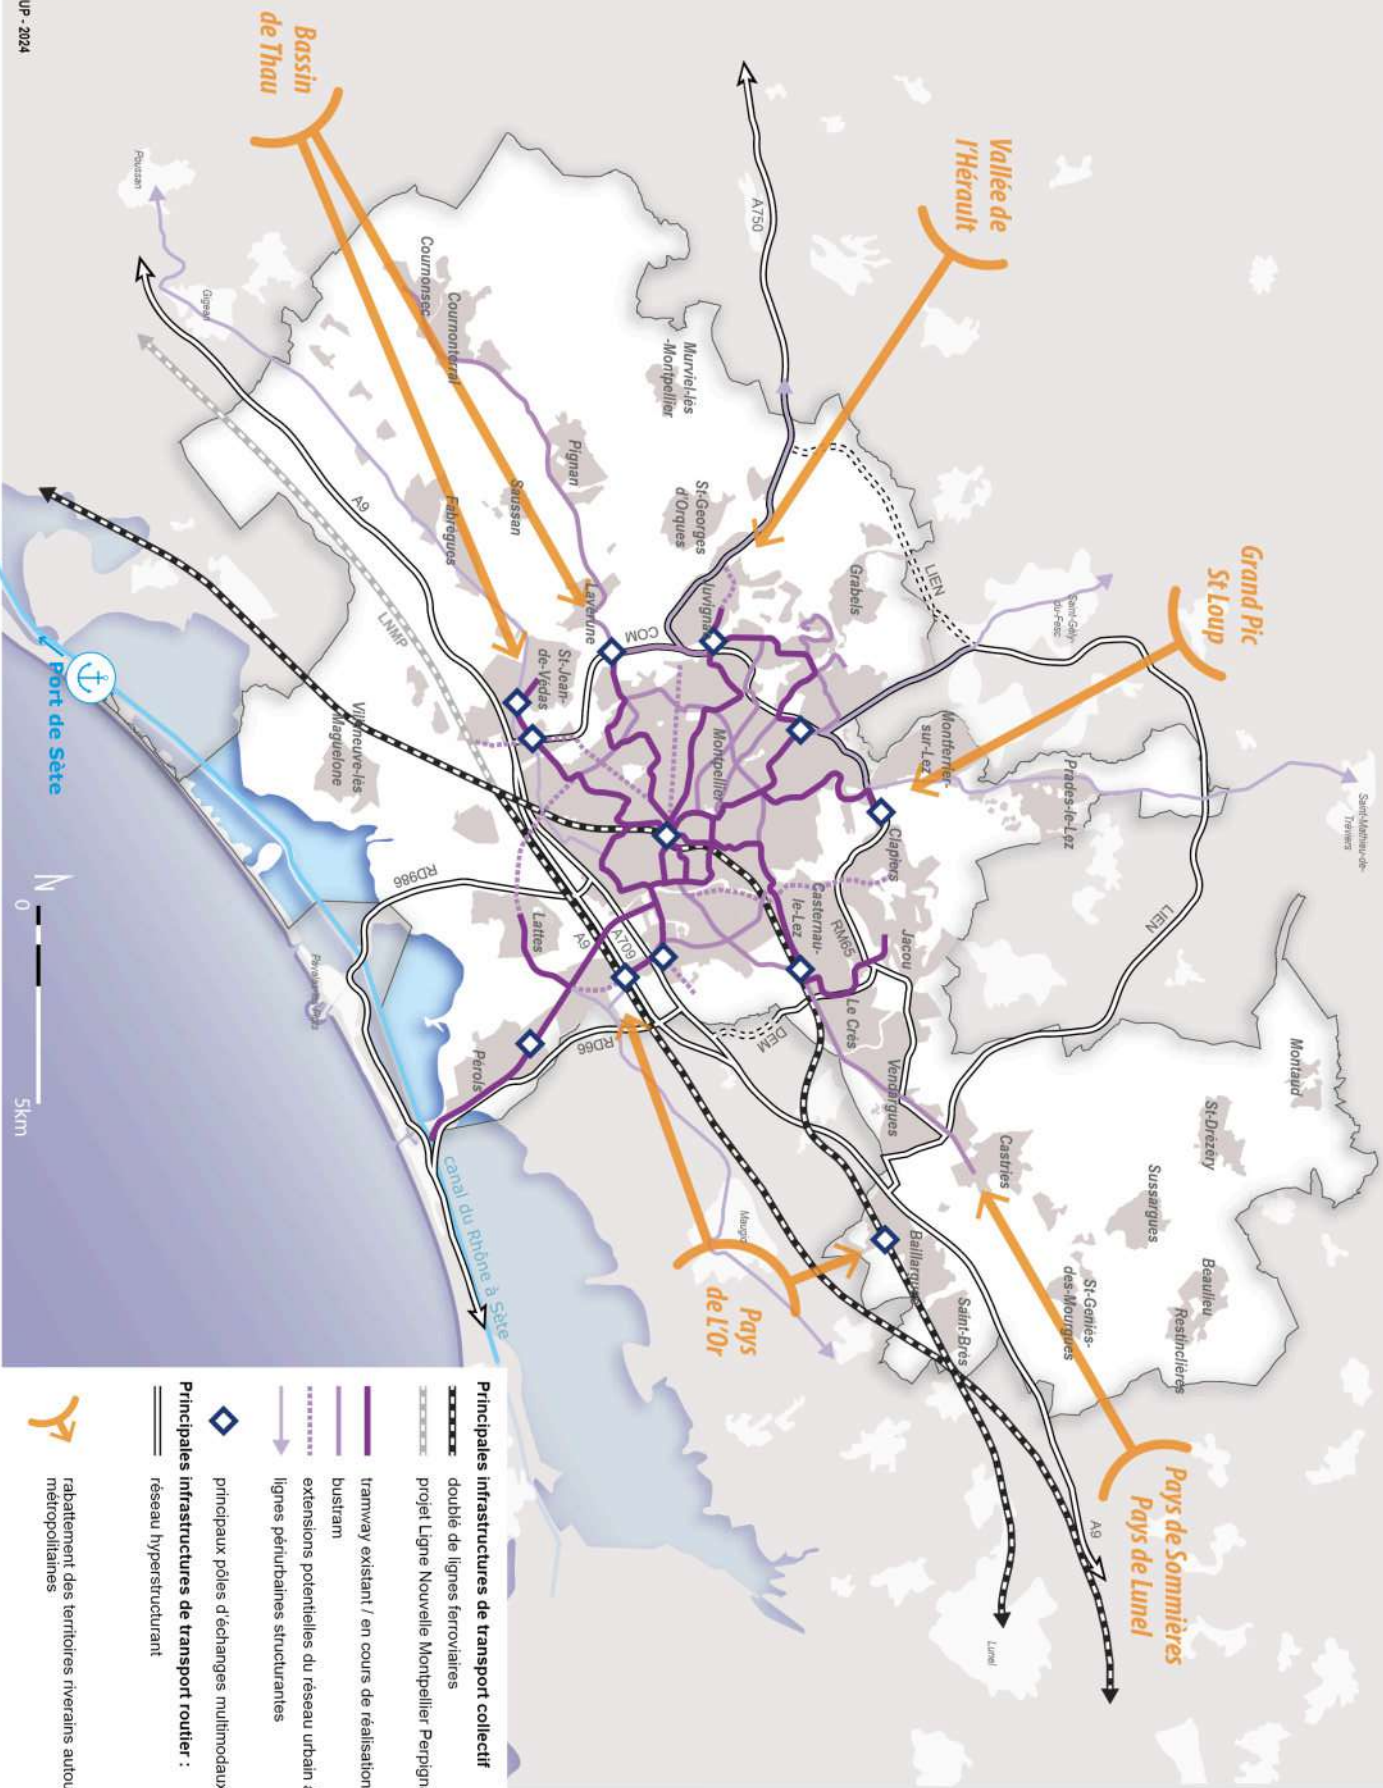 UP - 2024
Bassin
de Thau
Vallée de
l'Hérault
Grand Pic
St Loup
Pays de Sommières
Pays de Lunel
Pays
de L'Or
Poussan
Gigean
Cournonsec
Cournonterral
Murviel-lès
-Montpellier
Pignan
Saussan
Fabrègues
St-Georges
d'Orques
Juvignac
Lavérune
St-Jean-
de-Védas
Grabels
Saint-Gély-
du-Fesc
Montferrier-
sur-Lez
Prades-le-Lez
Saint-Mathieu-de-
Tréviers
Clapiers
Montpellier
Castelnau-
le-Lez
Jacou
Le Crès
Vendargues
Castries
Montaud
St-Drézéry
Sussargues
Beaulieu
Restinclières
St-Geniès-
des-Mourgues
Baillargues
Saint-Brès
Lunel
Mauguio
Lattes
Pérols
Villeneuve-lès
Maguelone
A750
A9
LNMP
COM
LIEN
LIEN
RM65
DEM
RD66
RD986
A709
A9
A9
Port de Sète
canal du Rhône à Sète
N
0
5km
Principales infrastructures de transport collectif
doublé de lignes ferroviaires
projet Ligne Nouvelle Montpellier Perpign
tramway existant / en cours de réalisation
bustram
extensions potentielles du réseau urbain
lignes périurbaines structurantes
principaux pôles d'échanges multimodaux
Principales infrastructures de transport routier :
réseau hyperstructurant
rabattement des territoires riverains autou
métropolitaines